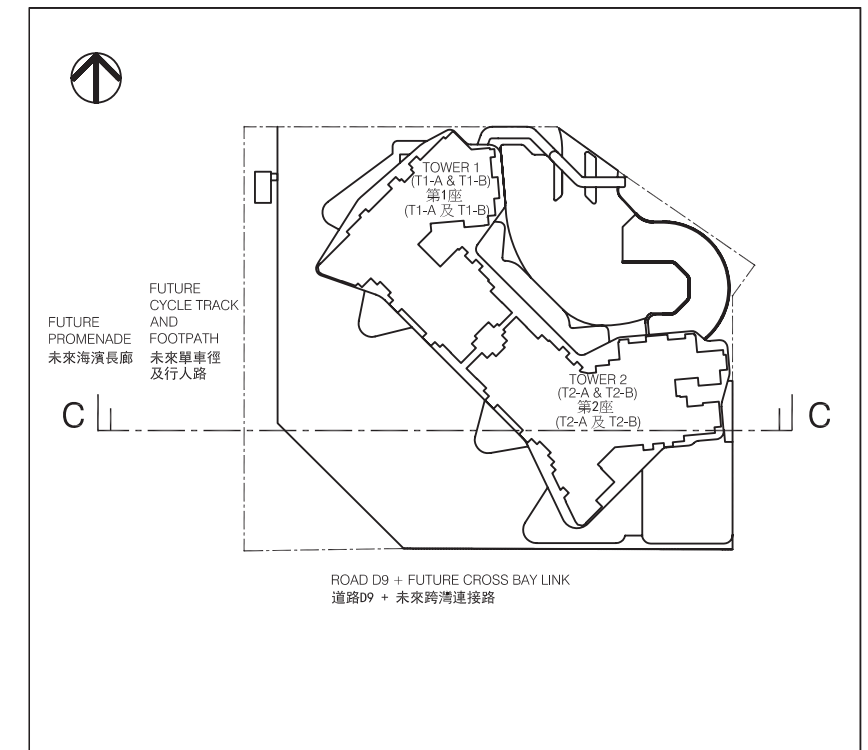 TOWER 1
(T1-A & T1-B)
第1座
(T1-A 及 T1-B)
FUTURE
PROMENADE
未來海濱長廊
FUTURE
CYCLE TRACK
AND
FOOTPATH
未來單車徑
及行人路
TOWER 2
(T2-A & T2-B)
第2座
(T2-A 及 T2-B)
C
C
ROAD D9 + FUTURE CROSS BAY LINK
道路D9 + 未來跨灣連接路